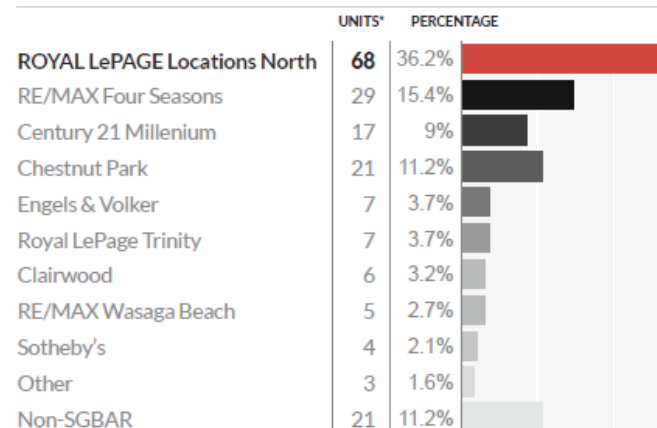 UNITS* PERCENTAGE
ROYAL LePAGE Locations North 68 36.2%
RE/MAX Four Seasons 29 15.4%
Century 21 Millenium 17 9%
Chestnut Park 21 11.2%
Engels & Volker 7 3.7%
Royal LePage Trinity 7 3.7%
Clairwood 6 3.2%
RE/MAX Wasaga Beach 5 2.7%
Sotheby's 4 2.1%
Other 3 1.6%
Non-SGBAR 21 11.2%